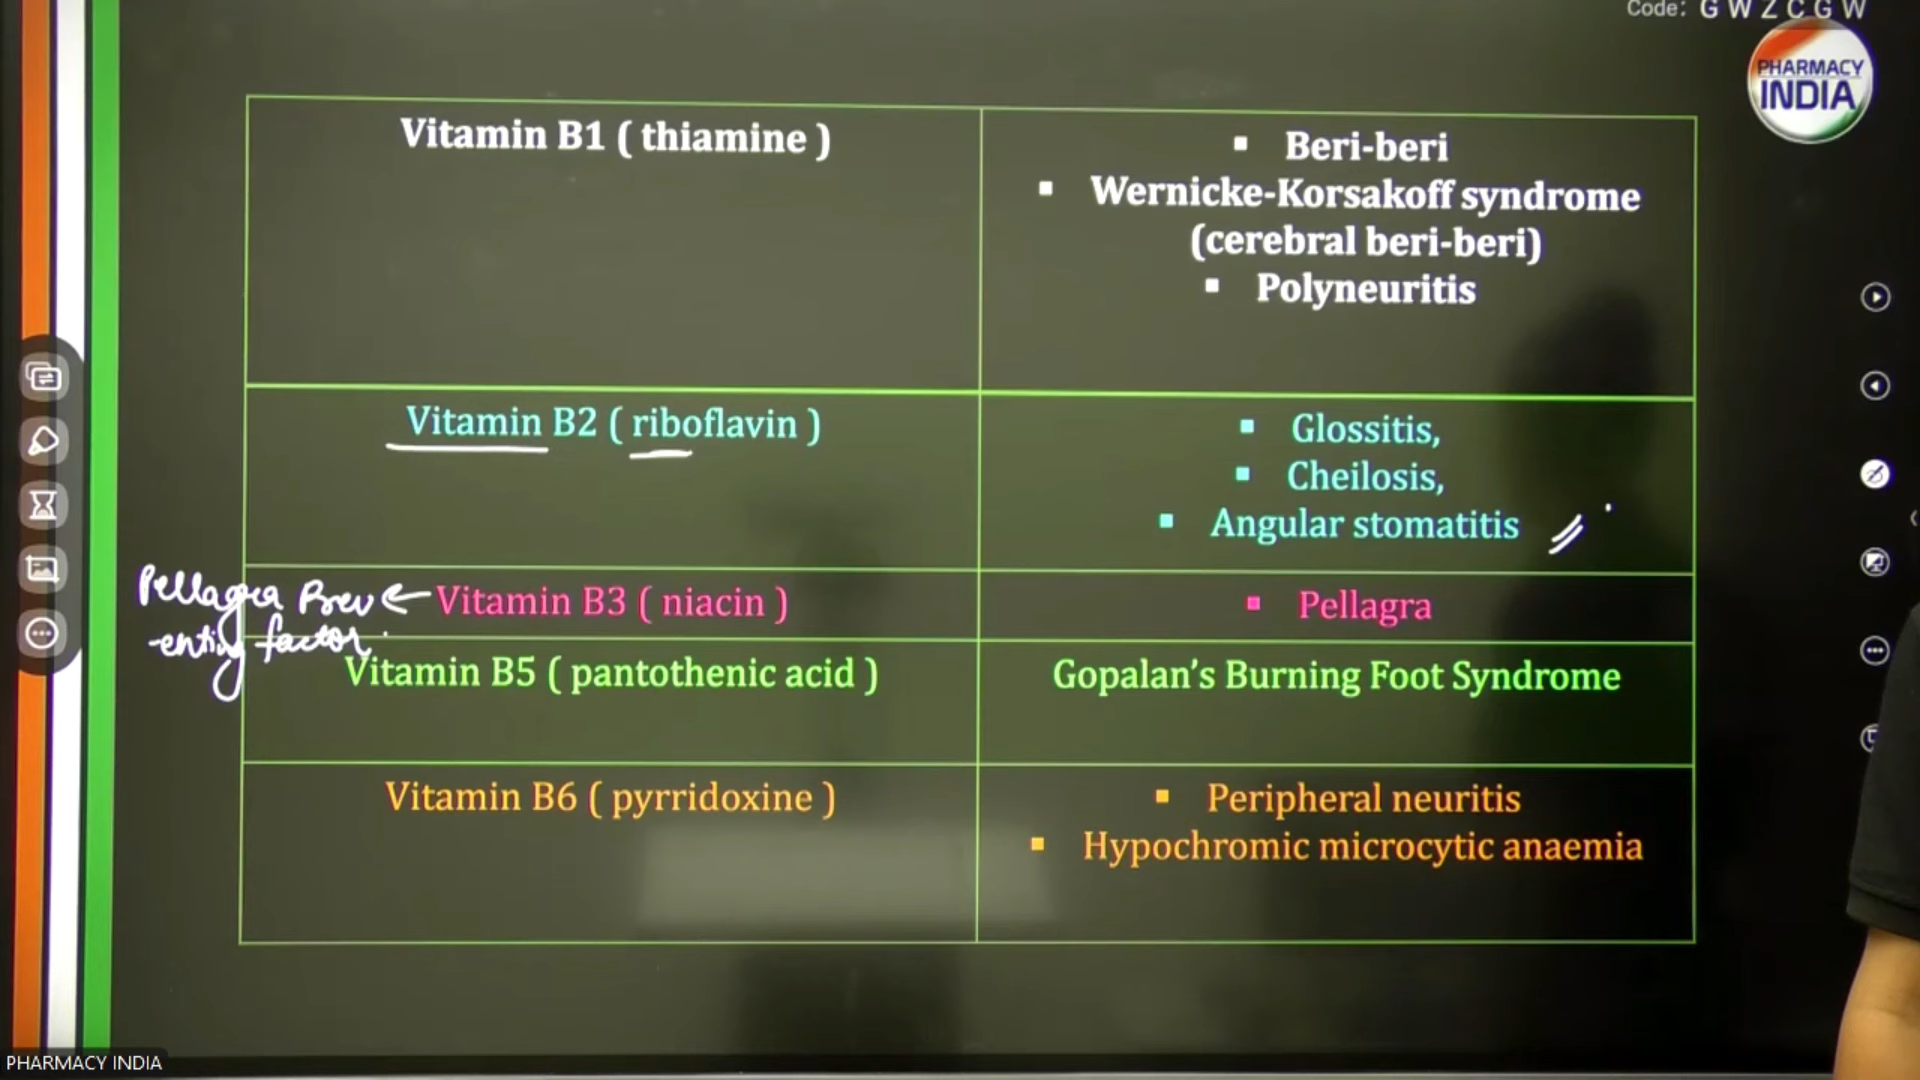 Code: G W Z C G W
PHARMACY
INDIA
Vitamin B1 ( thiamine )
▪ Beri-beri
▪ Wernicke-Korsakoff syndrome
(cerebral beri-beri)
▪ Polyneuritis
Vitamin B2 ( riboflavin )
▪ Glossitis,
▪ Cheilosis,
▪ Angular stomatitis
Pellagra Prev
-enting factor.
Vitamin B3 ( niacin )
▪ Pellagra
Vitamin B5 ( pantothenic acid )
Gopalan’s Burning Foot Syndrome
Vitamin B6 ( pyrridoxine )
▪ Peripheral neuritis
▪ Hypochromic microcytic anaemia
PHARMACY INDIA